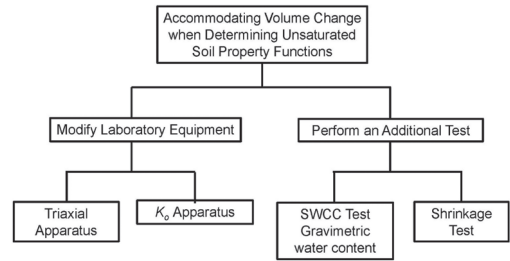 Accommodating Volume Change
when Determining Unsaturated
Soil Property Functions
Modify Laboratory Equipment
Perform an Additional Test
Triaxial
Apparatus
Ko Apparatus
SWCC Test
Gravimetric
water content
Shrinkage
Test